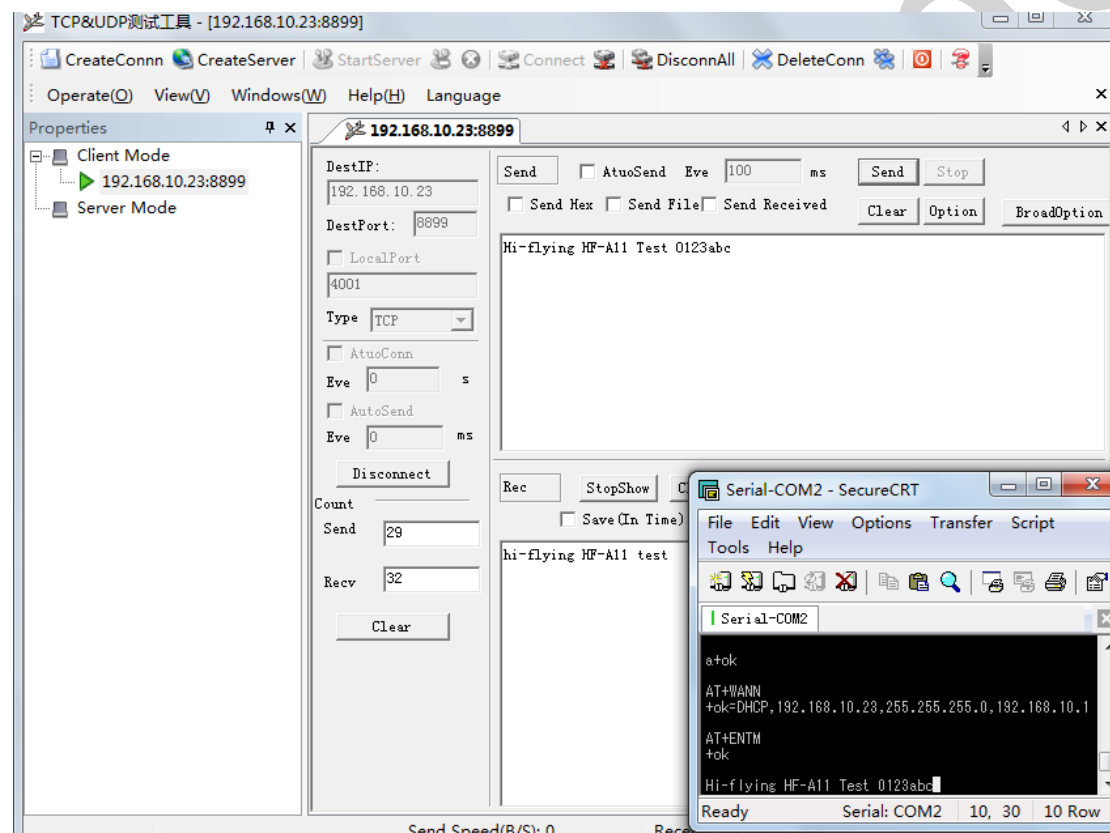 TCP&UDP测试工具 - [192.168.10.23:8899]
CreateConnn CreateServer StartServer Connect DisconnAll DeleteConn
Operate(O) View(V) Windows(W) Help(H) Language
Properties
192.168.10.23:8899
Client Mode
192.168.10.23:8899
Server Mode
DestIP:
192.168.10.23
DestPort: 8899
LocalPort
4001
Type TCP
AtuoConn
Eve 0 s
AutoSend
Eve 0 ms
Disconnect
Count
Send 29
Recv 32
Clear
Send AtuoSend Eve 100 ms Send Stop
Send Hex Send File Send Received Clear Option BroadOption
Hi-flying HF-A11 Test 0123abc
Rec StopShow
Save(In Time)
hi-flying HF-A11 test
Serial-COM2 - SecureCRT
File Edit View Options Transfer Script
Tools Help
Serial-COM2
a+ok
AT+WANN
+ok=DHCP,192.168.10.23,255.255.255.0,192.168.10.1
AT+ENTM
+ok
Hi-flying HF-A11 Test 0123abc
Ready Serial: COM2 10, 30 10 Row
Send Speed(B/S): 0 Rece